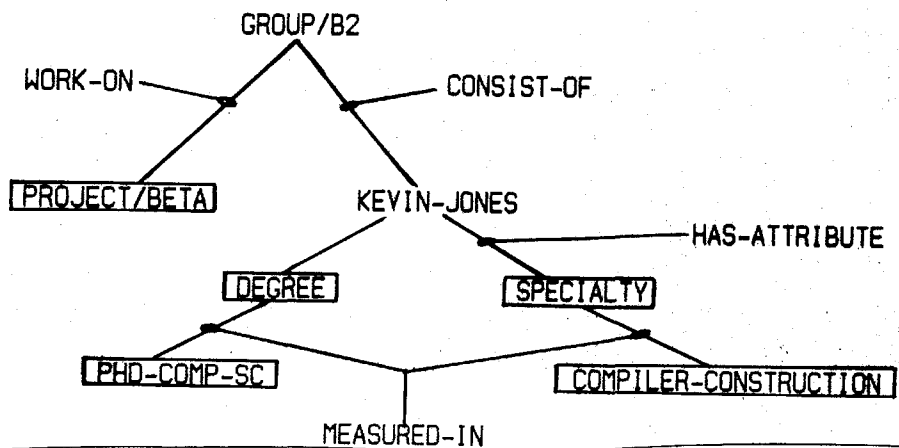 GROUP/B2
WORK-ON
CONSIST-OF
PROJECT/BETA
KEVIN-JONES
HAS-ATTRIBUTE
DEGREE
SPECIALTY
PHD-COMP-SC
COMPILER-CONSTRUCTION
MEASURED-IN